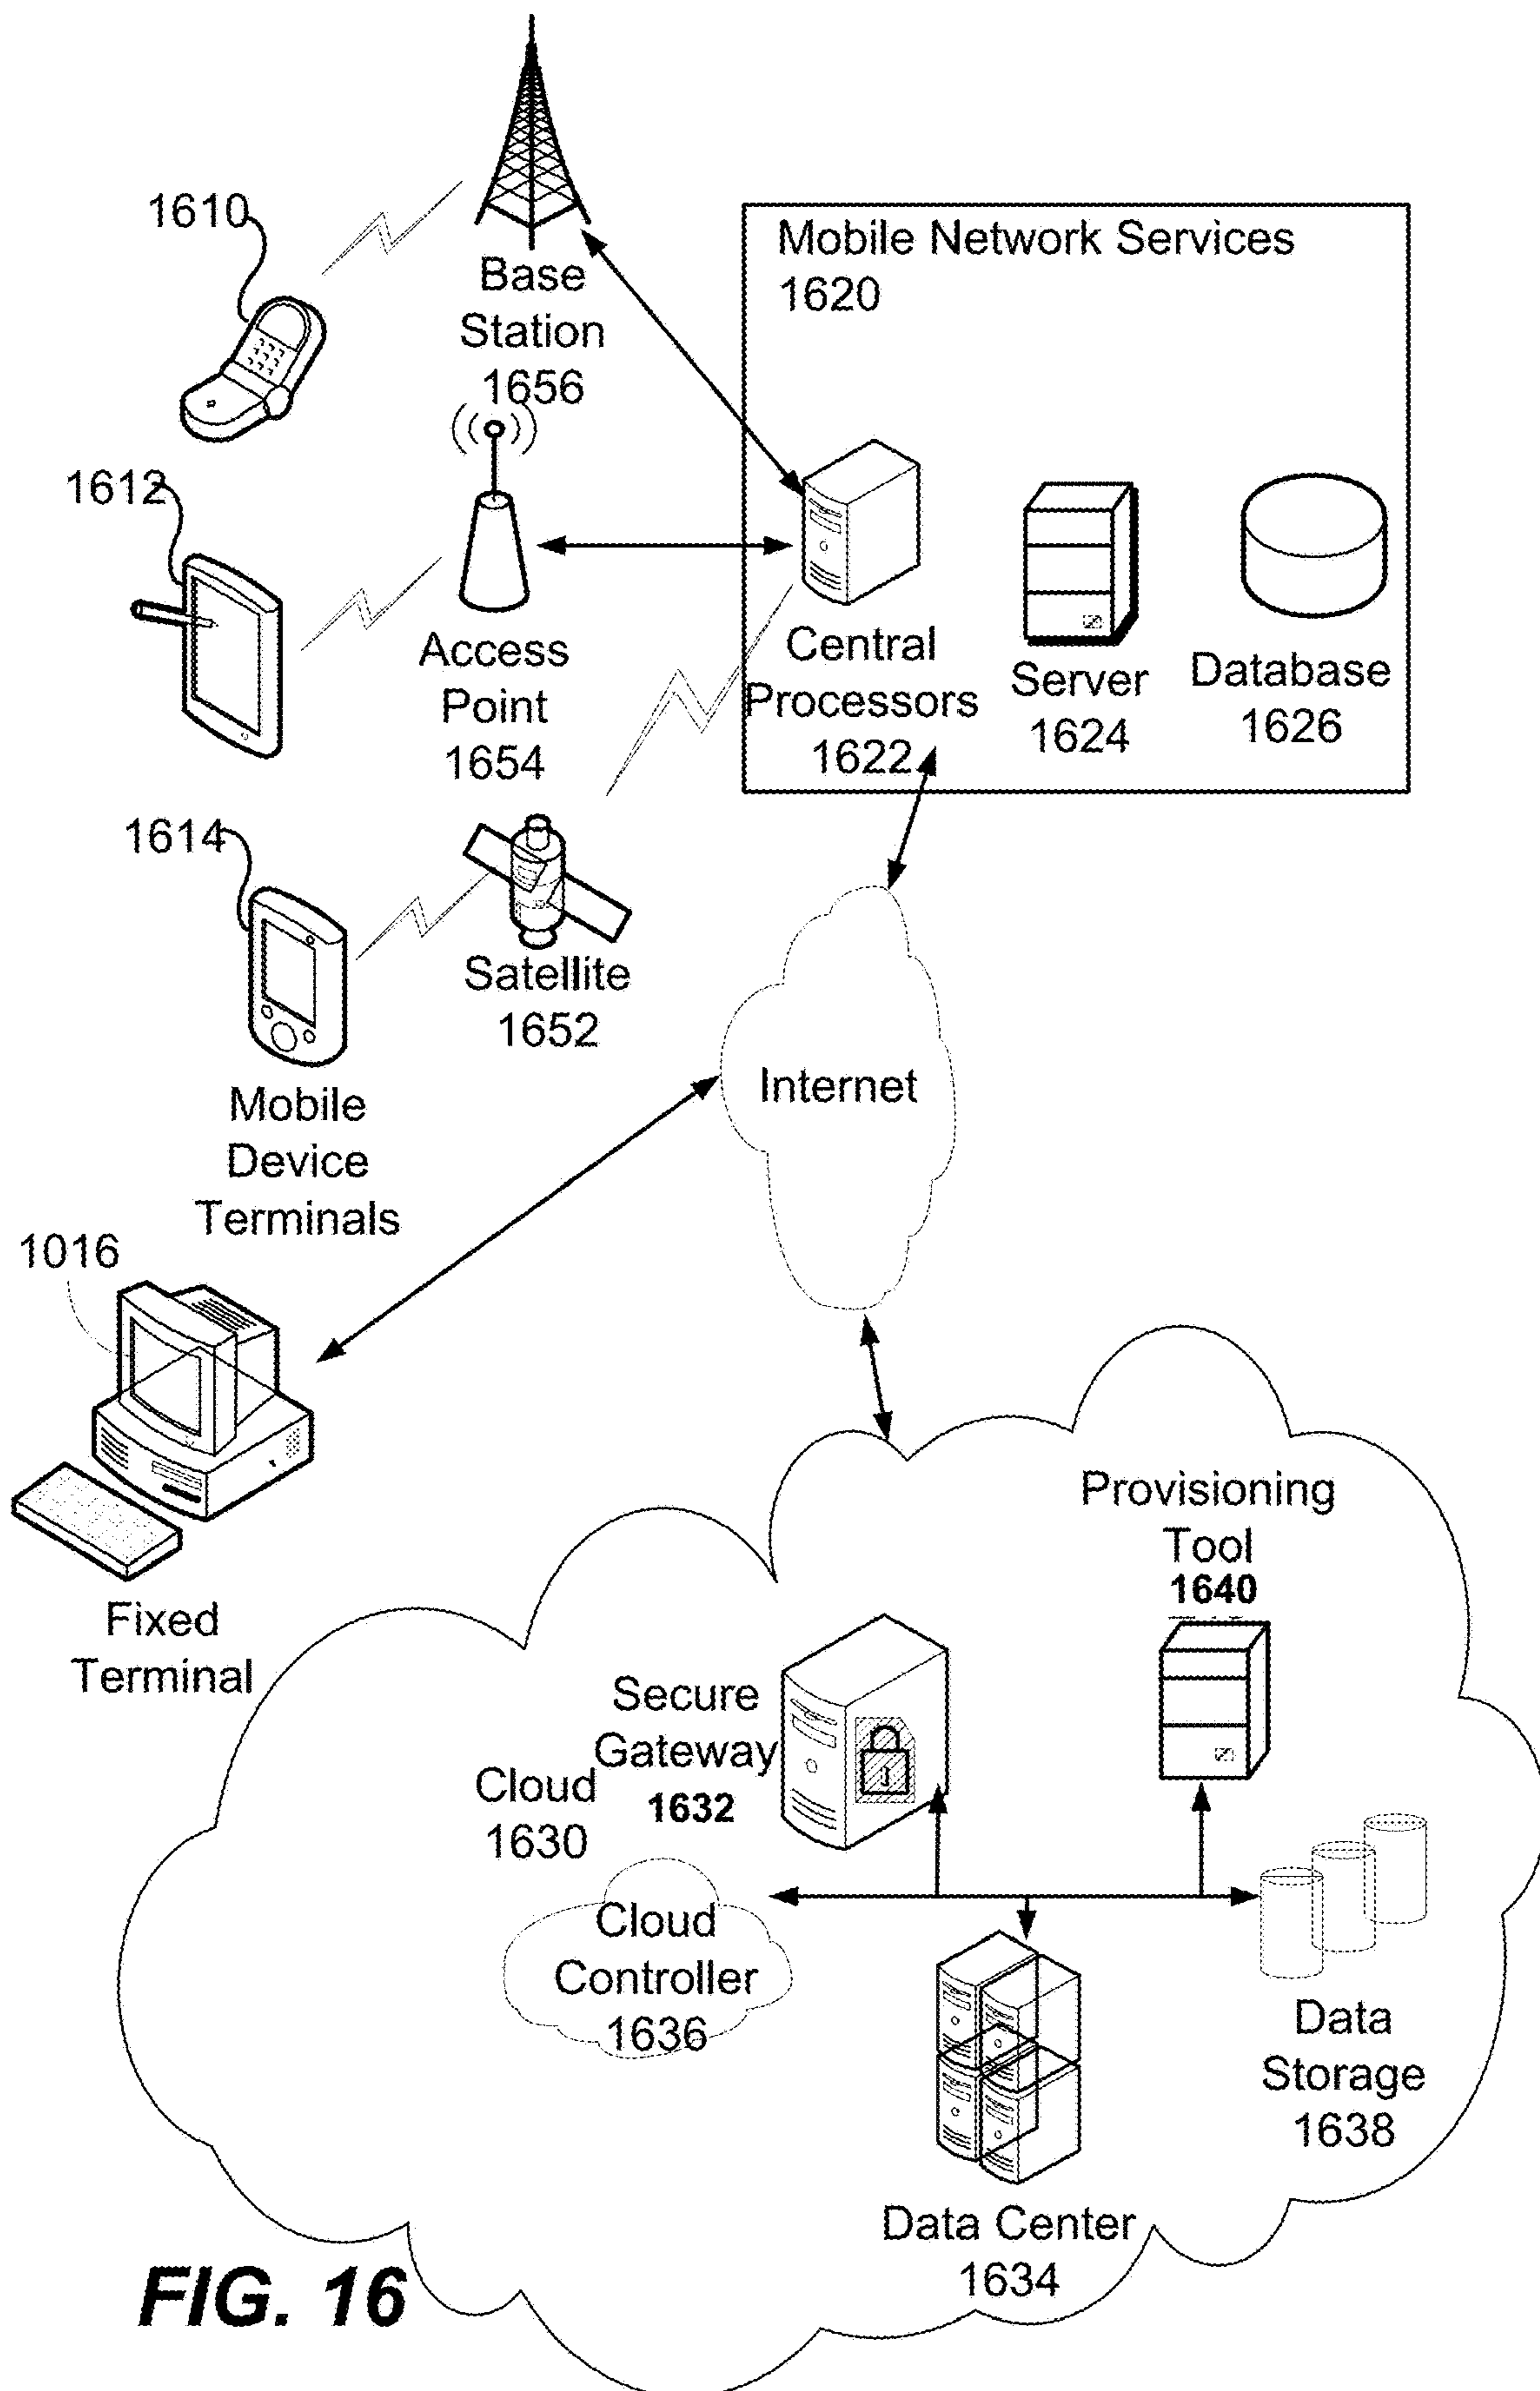 1610
Base
Station
1656
Mobile Network Services
1620
1612
Access
Point
1654
Central
Processors
1622
Server
1624
Database
1626
1614
Satellite
1652
Mobile
Device
Terminals
Internet
1016
Fixed
Terminal
Provisioning
Tool
1640
Secure
Gateway
1632
Cloud
1630
Cloud
Controller
1636
Data
Storage
1638
Data Center
1634
FIG. 16